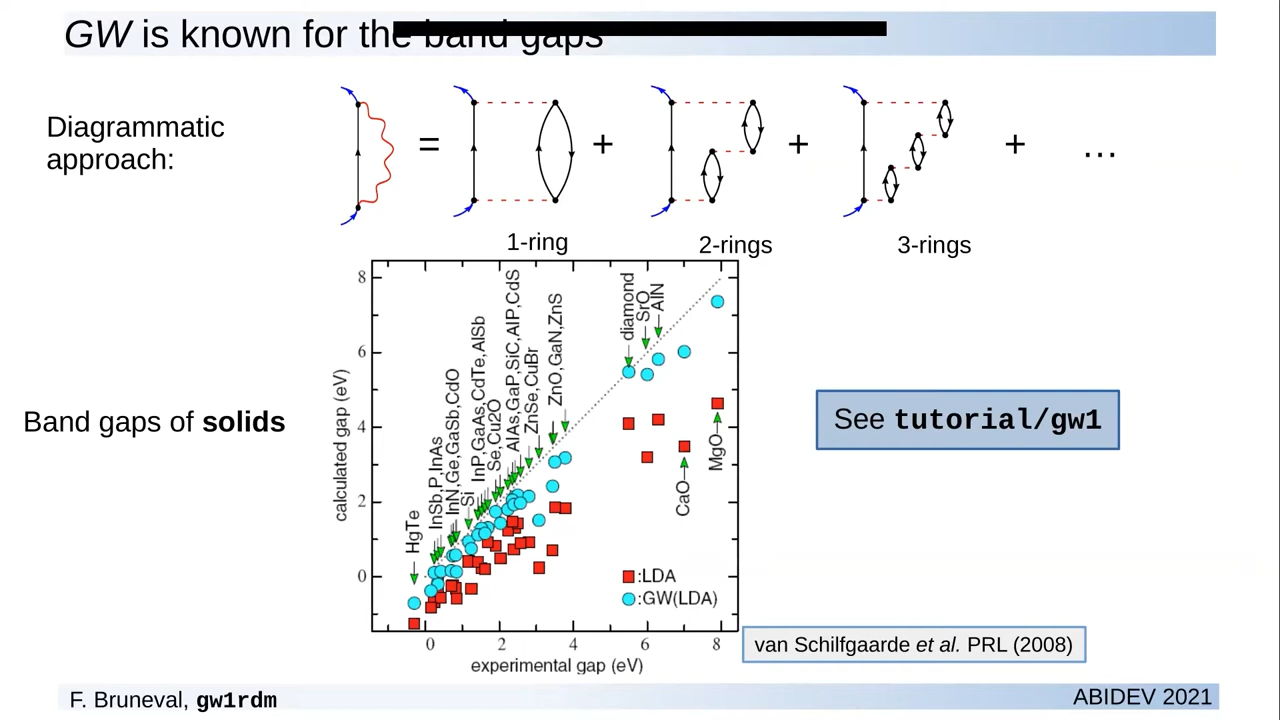 GW is known for the band gaps
Diagrammatic
approach:
=
+
+
+
...
1-ring
2-rings
3-rings
Band gaps of solids
calculated gap (eV)
8
6
4
2
0
HgTe
InSb,P,InAs
InN,Ge,GaSb,CdO
Si
InP,GaAs,CdTe,AlSb
Se,Cu2O
AlAs,GaP,SiC,AlP,CdS
ZnSe,CuBr
ZnO,GaN,ZnS
diamond
SrO
AlN
CaO
MgO
:LDA
:GW(LDA)
0 2 4 6 8
experimental gap (eV)
See tutorial/gw1
van Schilfgaarde et al. PRL (2008)
F. Bruneval, gw1rdm
ABIDEV 2021